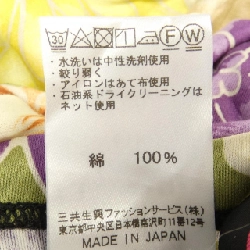 30 F W
・水洗いは中性洗剤使用
・絞り弱く
・アイロンはあて布使用
・石油系ドライクリーニングは
ネット使用
綿 100%
三共生興ファッションサービス(株)
東京都中央区日本橋富沢町11番12号
MADE IN JAPAN